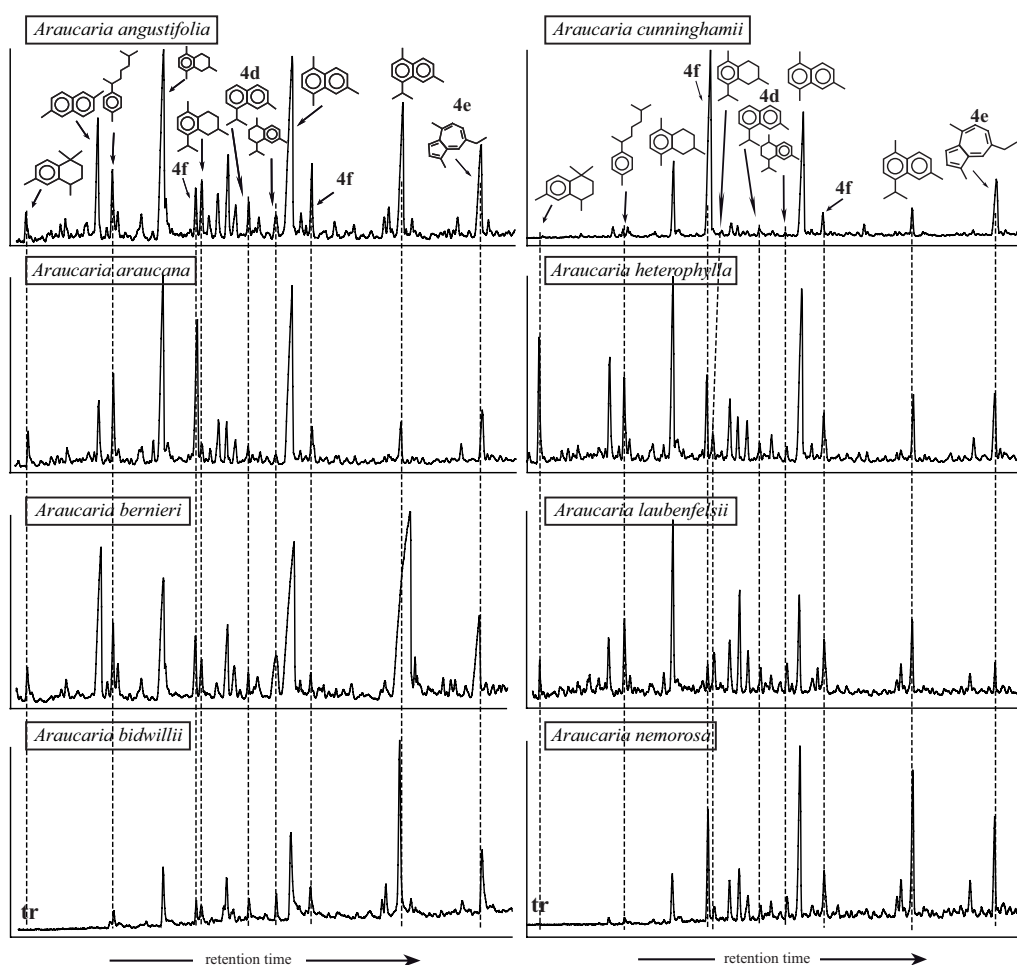 Araucaria angustifolia
4d
4f
4f
4e
Araucaria cunninghamii
4f
4d
4f
4e
Araucaria araucana
Araucaria heterophylla
Araucaria bernieri
Araucaria laubenfelsii
Araucaria bidwillii
tr
Araucaria nemorosa
tr
retention time
retention time